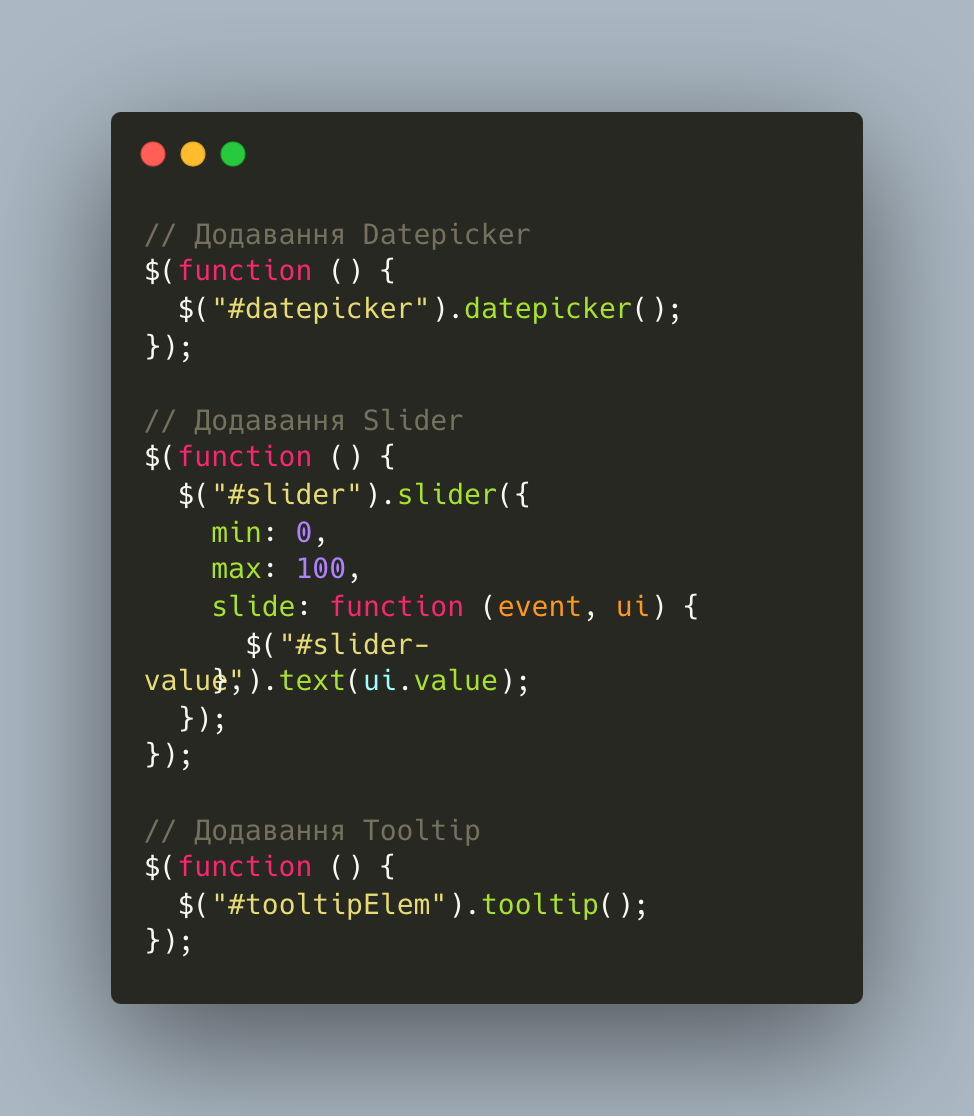 // Додавання Datepicker
$(function () {
  $("#datepicker").datepicker();
});

// Додавання Slider
$(function () {
  $("#slider").slider({
    min: 0,
    max: 100,
    slide: function (event, ui) {
      $("#slider-
value").text(ui.value);
    },
  });
});

// Додавання Tooltip
$(function () {
  $("#tooltipElem").tooltip();
});